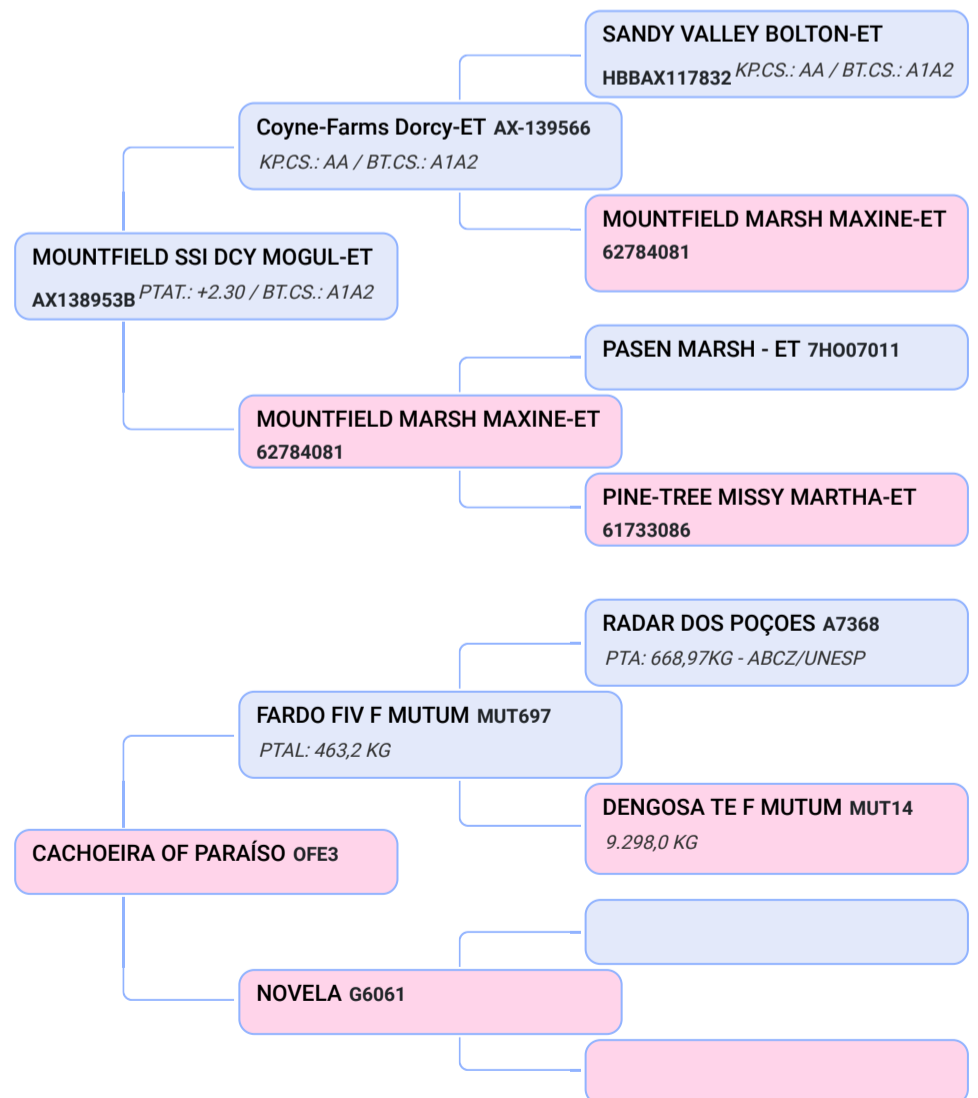 SANDY VALLEY BOLTON-ET
HBBAX117832 KP.CS.: AA / BT.CS.: A1A2
Coyne-Farms Dorcy-ET AX-139566
KP.CS.: AA / BT.CS.: A1A2
MOUNTFIELD MARSH MAXINE-ET
62784081
MOUNTFIELD SSI DCY MOGUL-ET
AX138953B PTAT.: +2.30 / BT.CS.: A1A2
PASEN MARSH - ET 7HO07011
MOUNTFIELD MARSH MAXINE-ET
62784081
PINE-TREE MISSY MARTHA-ET
61733086
RADAR DOS POÇOES A7368
PTA: 668,97KG - ABCZ/UNESP
FARDO FIV F MUTUM MUT697
PTAL: 463,2 KG
DENGOSA TE F MUTUM MUT14
9.298,0 KG
CACHOEIRA OF PARAÍSO OFE3
NOVELA G6061